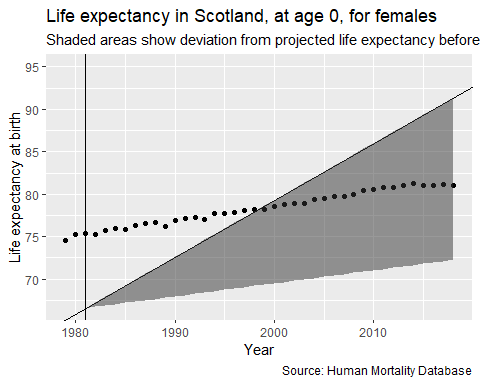 Life expectancy in Scotland, at age 0, for females
Shaded areas show deviation from projected life expectancy before
95
90
85
80
75
70
Life expectancy at birth
1980
1990
2000
2010
Year
Source: Human Mortality Database